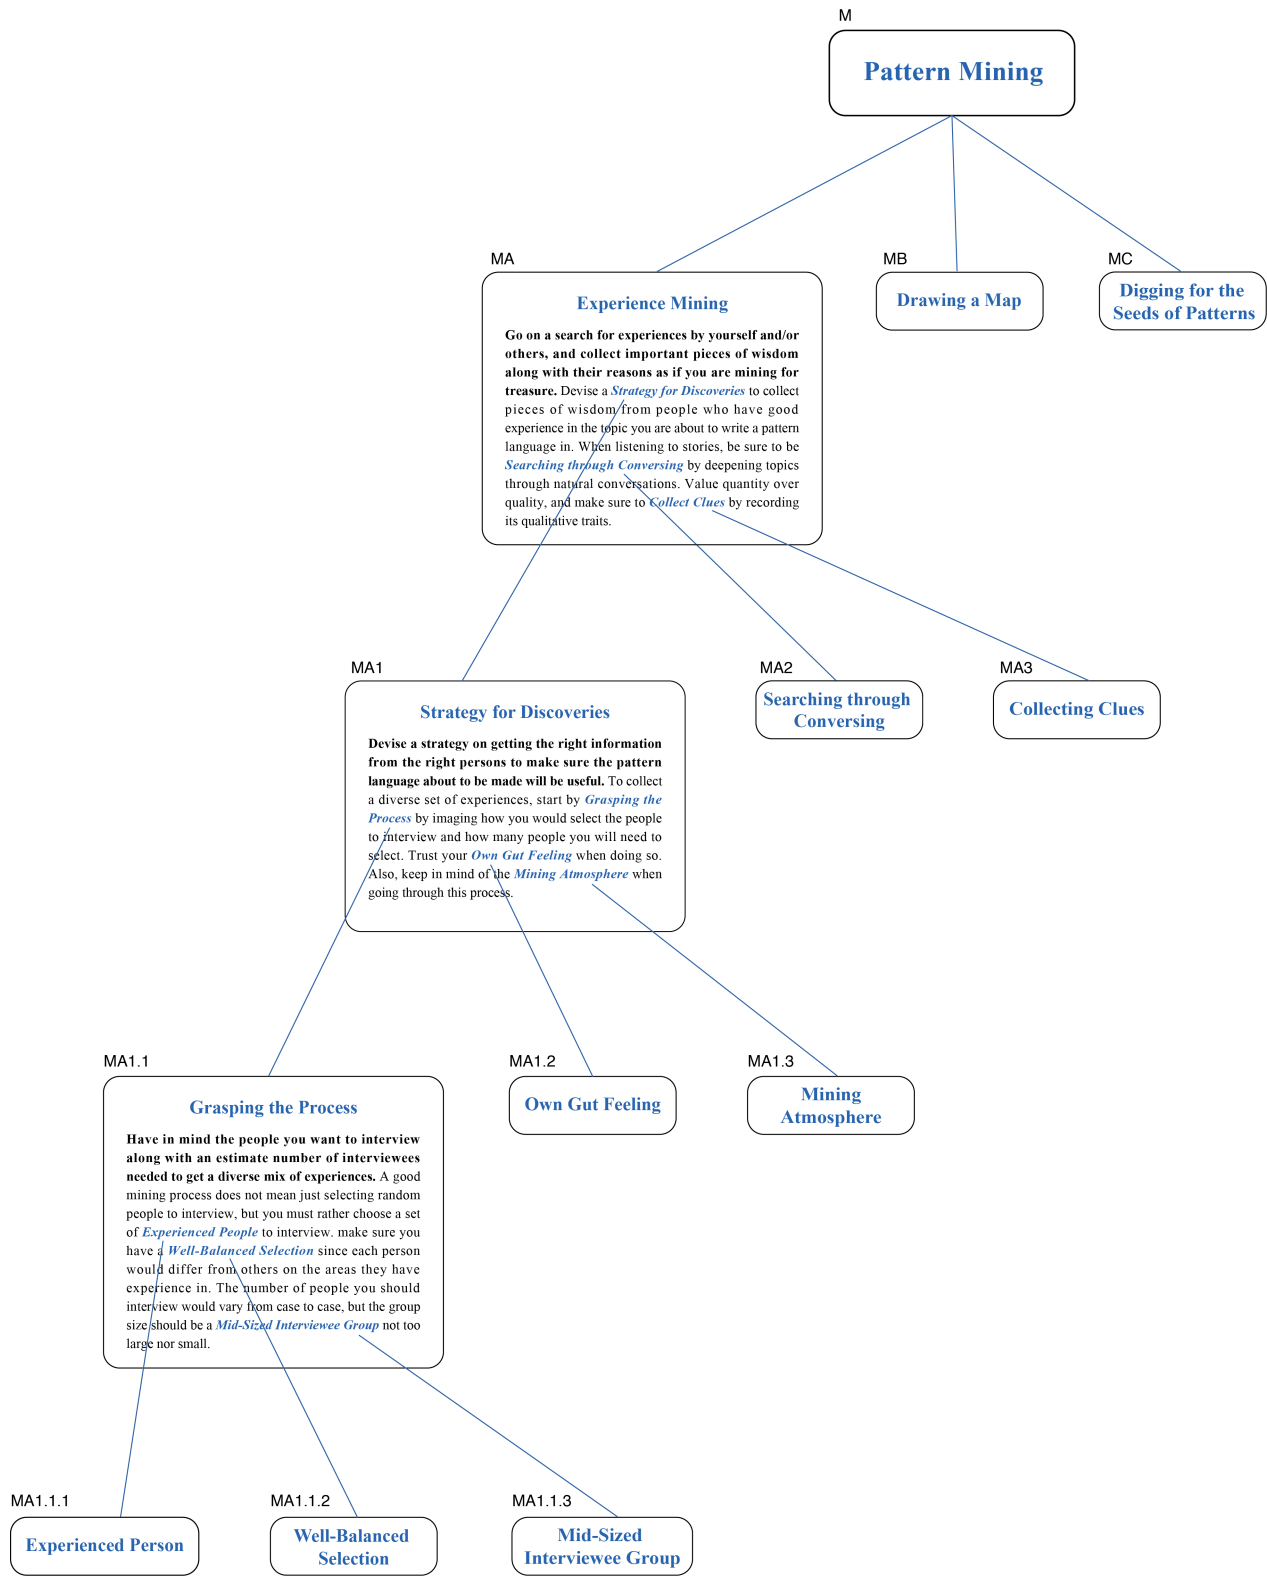 M
Pattern Mining
MA
MB
MC
Experience Mining
Go on a search for experiences by yourself and/or
others, and collect important pieces of wisdom
along with their reasons as if you are mining for
treasure. Devise a Strategy for Discoveries to collect
pieces of wisdom from people who have good
experience in the topic you are about to write a pattern
language in. When listening to stories, be sure to be
Searching through Conversing by deepening topics
through natural conversations. Value quantity over
quality, and make sure to Collect Clues by recording
its qualitative traits.
Drawing a Map
Digging for the
Seeds of Patterns
MA1
MA2
MA3
Strategy for Discoveries
Devise a strategy on getting the right information
from the right persons to make sure the pattern
language about to be made will be useful. To collect
a diverse set of experiences, start by Grasping the
Process by imaging how you would select the people
to interview and how many people you will need to
select. Trust your Own Gut Feeling when doing so.
Also, keep in mind of the Mining Atmosphere when
going through this process.
Searching through
Conversing
Collecting Clues
MA1.1
MA1.2
MA1.3
Grasping the Process
Have in mind the people you want to interview
along with an estimate number of interviewees
needed to get a diverse mix of experiences. A good
mining process does not mean just selecting random
people to interview, but you must rather choose a set
of Experienced People to interview. make sure you
have a Well-Balanced Selection since each person
would differ from others on the areas they have
experience in. The number of people you should
interview would vary from case to case, but the group
size should be a Mid-Sized Interviewee Group not too
large nor small.
Own Gut Feeling
Mining
Atmosphere
MA1.1.1
MA1.1.2
MA1.1.3
Experienced Person
Well-Balanced
Selection
Mid-Sized
Interviewee Group